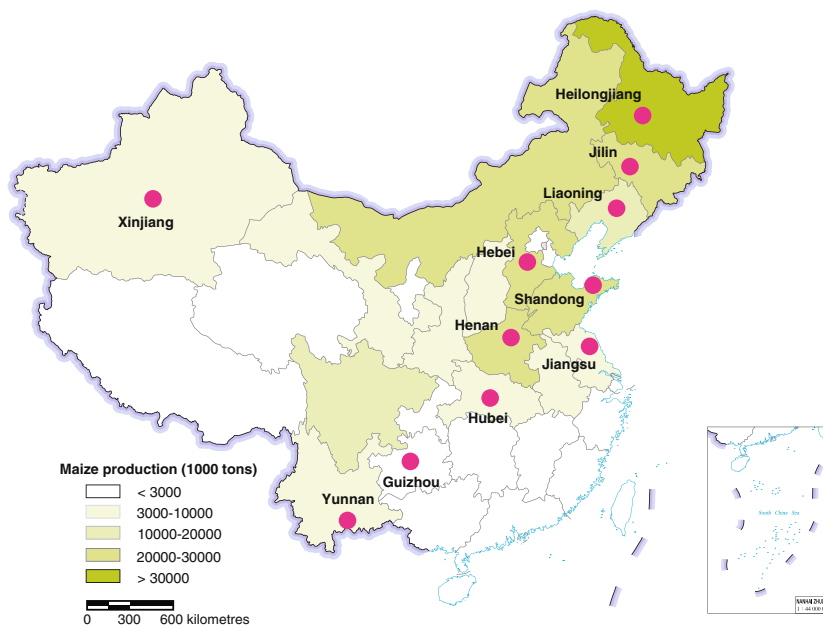 Heilongjiang
Jilin
Liaoning
Xinjiang
Hebei
Shandong
Henan
Jiangsu
Hubei
Guizhou
Yunnan
Maize production (1000 tons)
< 3000
3000-10000
10000-20000
20000-30000
> 30000
0 300 600 kilometres
South China Sea